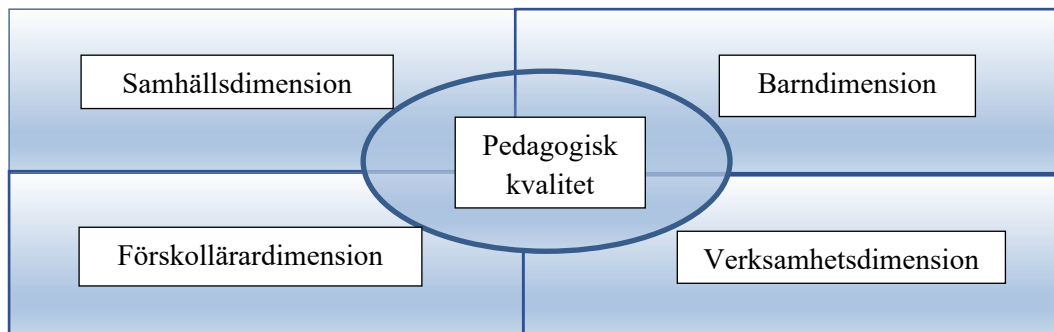 Samhällsdimension
Barndimension
Pedagogisk
kvalitet
Förskollärardimension
Verksamhetsdimension